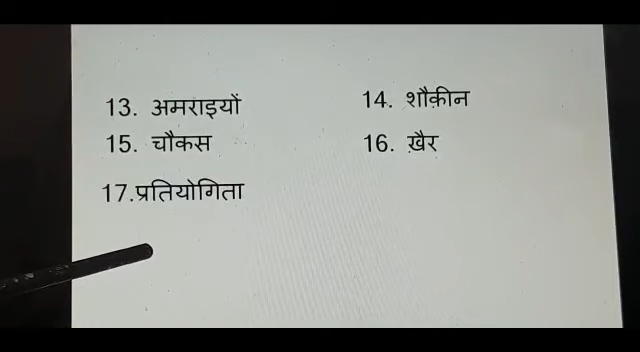 13. अमराइयों 14. शौक़ीन
15. चौकस 16. ख़ैर
17.प्रतियोगिता